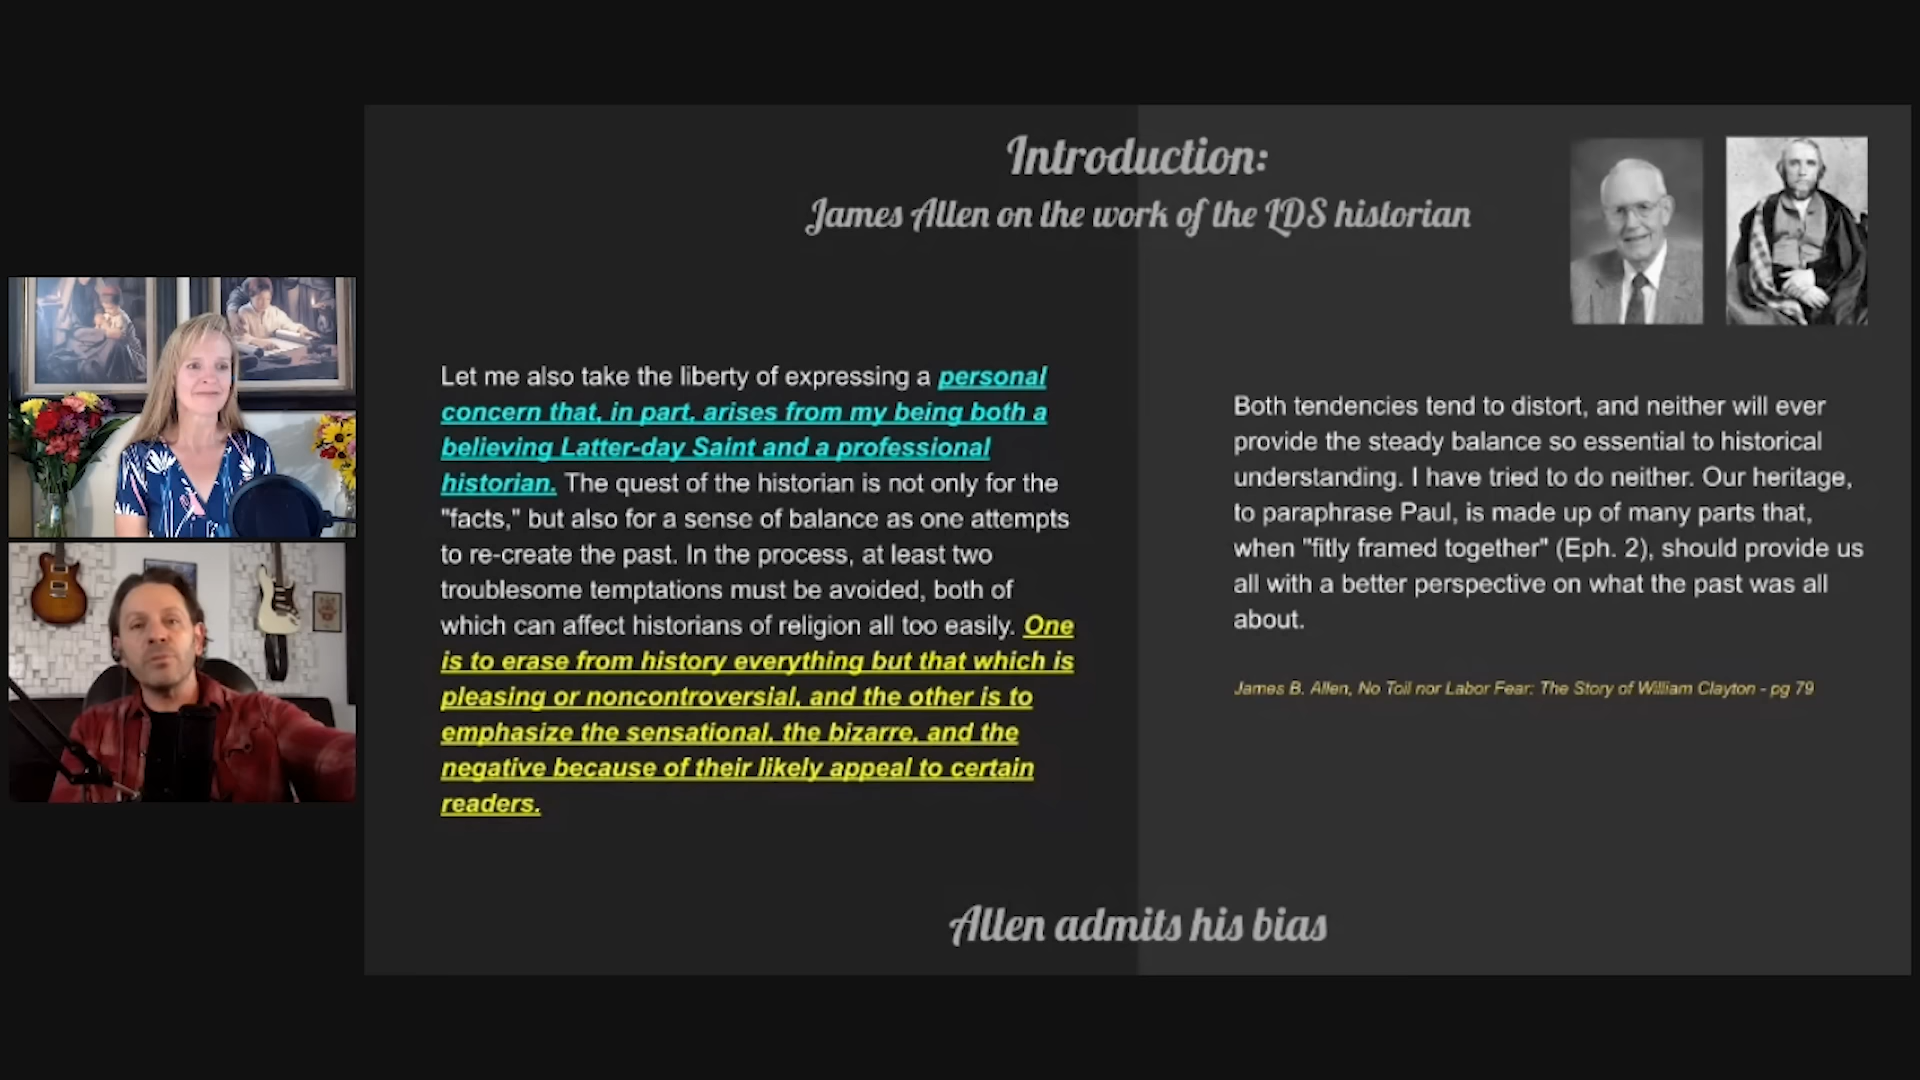 Introduction:
James Allen on the work of the LDS historian
Let me also take the liberty of expressing a personal
concern that, in part, arises from my being both a
believing Latter-day Saint and a professional
historian. The quest of the historian is not only for the
"facts," but also for a sense of balance as one attempts
to re-create the past. In the process, at least two
troublesome temptations must be avoided, both of
which can affect historians of religion all too easily. One
is to erase from history everything but that which is
pleasing or noncontroversial, and the other is to
emphasize the sensational, the bizarre, and the
negative because of their likely appeal to certain
readers.
Both tendencies tend to distort, and neither will ever
provide the steady balance so essential to historical
understanding. I have tried to do neither. Our heritage,
to paraphrase Paul, is made up of many parts that,
when "fitly framed together" (Eph. 2), should provide us
all with a better perspective on what the past was all
about.
James B. Allen, No Toil nor Labor Fear: The Story of William Clayton - pg 79
Allen admits his bias